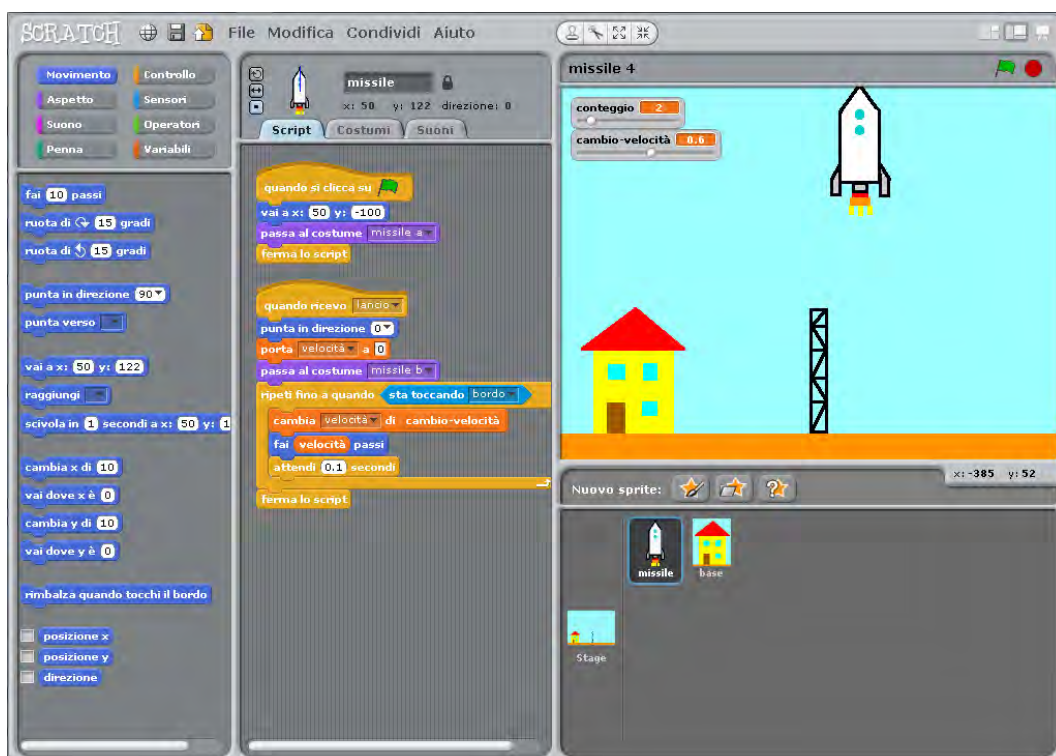 SCRATCH File Modifica Condividi Aiuto
Movimento Controllo
Aspetto Sensori
Suono Operatori
Penna Variabili
fai 10 passi
ruota di 15 gradi
ruota di 15 gradi
punta in direzione 90
punta verso
vai a x: 50 y: 122
raggiungi
scivola in 1 secondi a x: 50 y: 1
cambia x di 10
vai dove x è 0
cambia y di 10
vai dove y è 0
rimbalza quando tocchi il bordo
posizione x
posizione y
direzione
missile
x: 50 y: 122 direzione: 0
Script Costumi Suoni
quando si clicca su
vai a x: 50 y: -100
passa al costume missile a
ferma lo script
quando ricevo lancio
punta in direzione 0
porta velocità a 0
passa al costume missile b
ripeti fino a quando sta toccando bordo
cambia velocità di cambio-velocità
fai velocità passi
attendi 0.1 secondi
ferma lo script
missile 4
conteggio 2
cambio-velocità 0.6
x: -385 y: 52
Nuovo sprite:
missile base
Stage